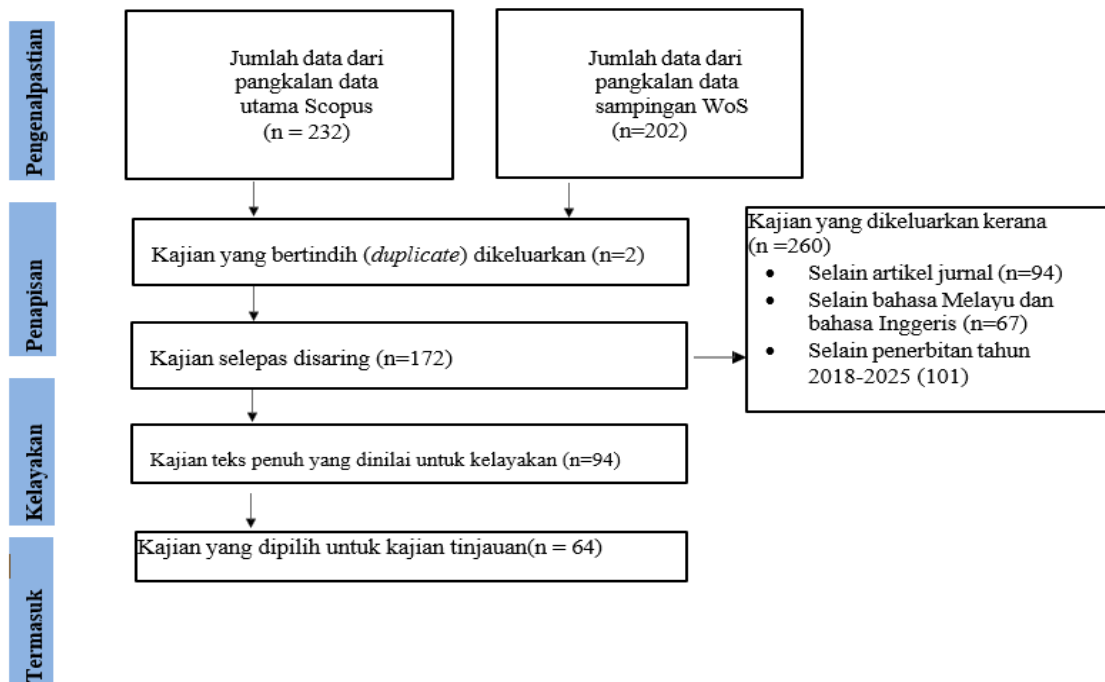 Pengenalpastian
Jumlah data dari
pangkalan data
utama Scopus
(n = 232)
Jumlah data dari
pangkalan data
sampingan WoS
(n=202)
Penapisan
Kajian yang bertindih (duplicate) dikeluarkan (n=2)
Kajian selepas disaring (n=172)
Kajian yang dikeluarkan kerana
(n =260)
• Selain artikel jurnal (n=94)
• Selain bahasa Melayu dan
bahasa Inggeris (n=67)
• Selain penerbitan tahun
2018-2025 (101)
Kelayakan
Kajian teks penuh yang dinilai untuk kelayakan (n=94)
Termasuk
Kajian yang dipilih untuk kajian tinjauan(n = 64)